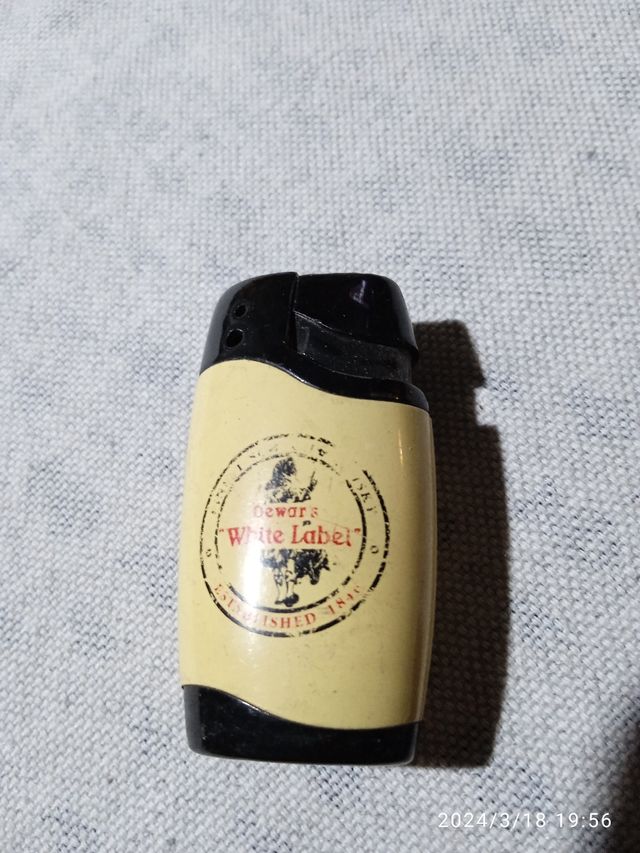 Dewar's
"White Label"
ESTABLISHED 1846
2024/3/18 19:56